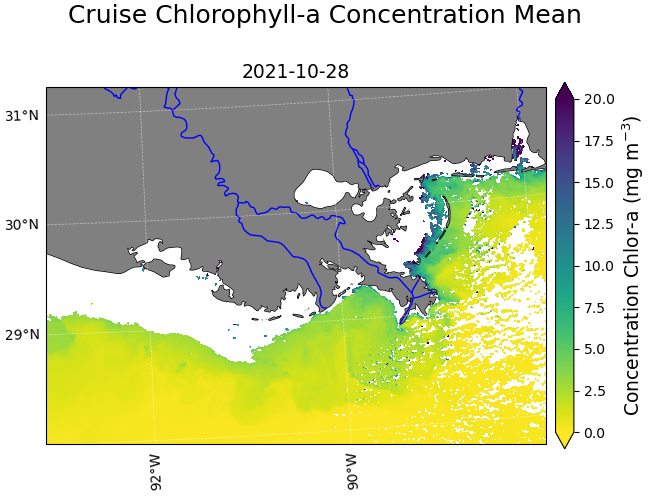 Cruise Chlorophyll-a Concentration Mean
2021-10-28
31°N
30°N
29°N
92°W
90°W
20.0
17.5
15.0
12.5
10.0
7.5
5.0
2.5
0.0
Concentration Chlor-a (mg m⁻³)